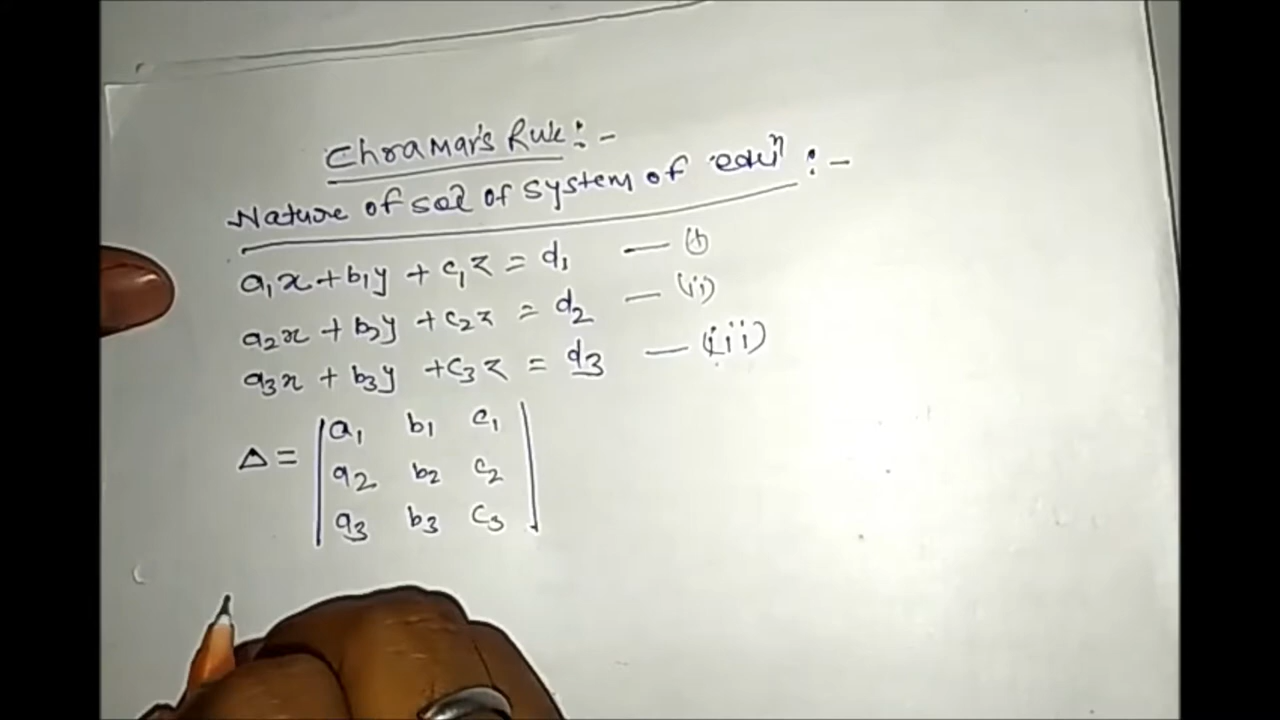 Chramar's Rule :-
Nature of sol of system of equⁿ :-
a₁x + b₁y + c₁z = d₁ — (i)
a₂x + b₂y + c₂z = d₂ — (ii)
a₃x + b₃y + c₃z = d₃ — (iii)
Δ = | a₁ b₁ c₁ |
| a₂ b₂ c₂ |
| a₃ b₃ c₃ |